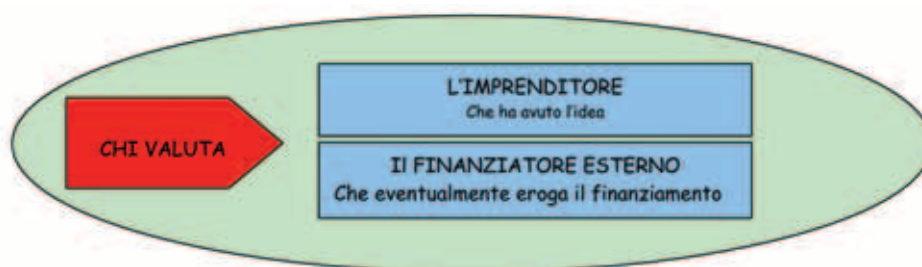 CHI VALUTA
L'IMPRENDITORE
Che ha avuto l'idea
Il FINANZIATORE ESTERNO
Che eventualmente eroga il finanziamento